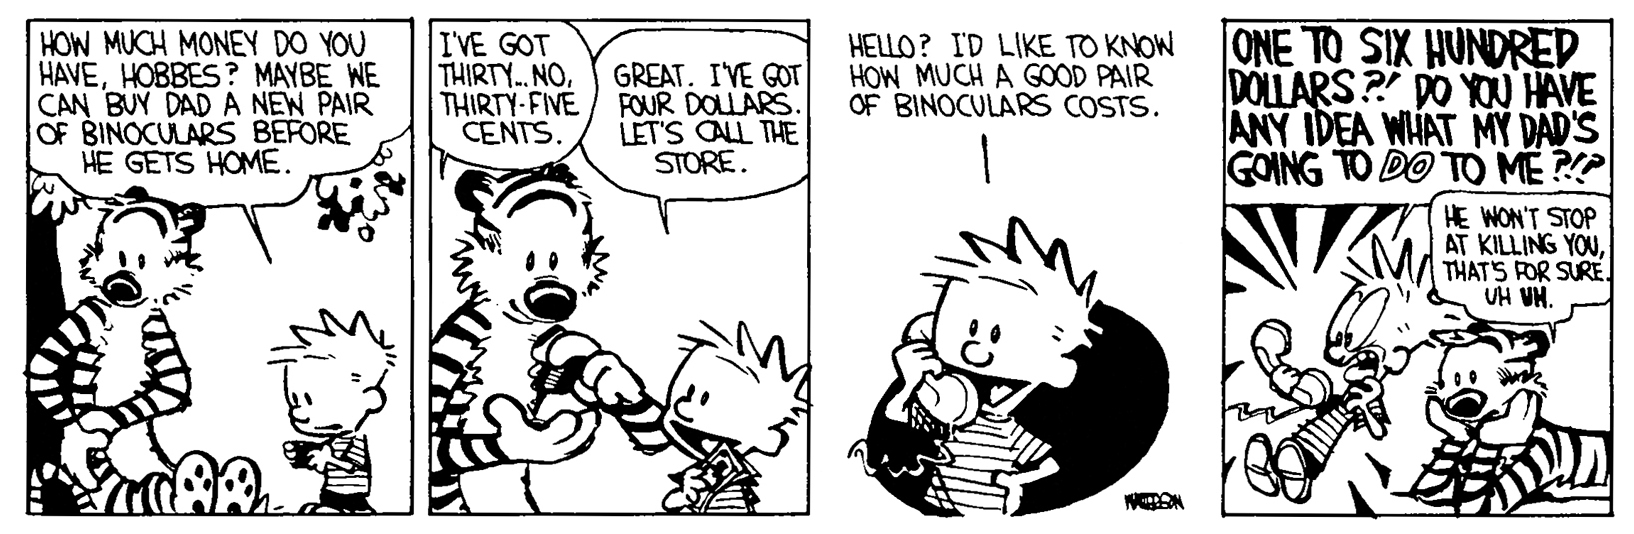 HOW MUCH MONEY DO YOU
HAVE, HOBBES? MAYBE WE
CAN BUY DAD A NEW PAIR
OF BINOCULARS BEFORE
HE GETS HOME.
I'VE GOT
THIRTY...NO,
THIRTY-FIVE
CENTS.
GREAT. I'VE GOT
FOUR DOLLARS.
LET'S CALL THE
STORE.
HELLO? I'D LIKE TO KNOW
HOW MUCH A GOOD PAIR
OF BINOCULARS COSTS.
WATTERSON
ONE TO SIX HUNDRED
DOLLARS?!' DO YOU HAVE
ANY IDEA WHAT MY DAD'S
GOING TO DO TO ME?!?
HE WON'T STOP
AT KILLING YOU,
THAT'S FOR SURE.
UH UH.